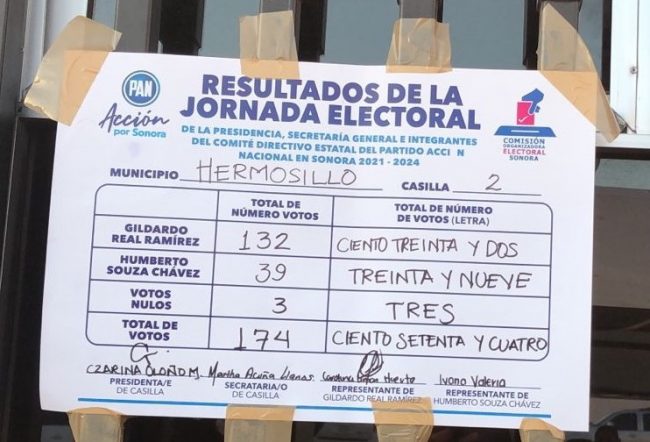 PAN
Acción
por Sonora
RESULTADOS DE LA
JORNADA ELECTORAL
DE LA PRESIDENCIA, SECRETARÍA GENERAL E INTEGRANTES
DEL COMITÉ DIRECTIVO ESTATAL DEL PARTIDO ACCI N
NACIONAL EN SONORA 2021 - 2024
COMISIÓN
ORGANIZADORA
ELECTORAL
SONORA
MUNICIPIO HERMOSILLO CASILLA 2
TOTAL DE
NÚMERO VOTOS
TOTAL DE NÚMERO
DE VOTOS (LETRA)
GILDARDO
REAL RAMÍREZ
132
CIENTO TREINTA Y DOS
HUMBERTO
SOUZA CHÁVEZ
39
TREINTA Y NUEVE
VOTOS
NULOS
3
TRES
TOTAL DE
VOTOS
174
CIENTO SETENTA Y CUATRO
CZARINA M. Martha Acuña Llanas
Ivono Valeria
PRESIDENTA/E
DE CASILLA
SECRETARIA/O
DE CASILLA
REPRESENTANTE DE
GILDARDO REAL RAMÍREZ
REPRESENTANTE DE
HUMBERTO SOUZA CHÁVEZ